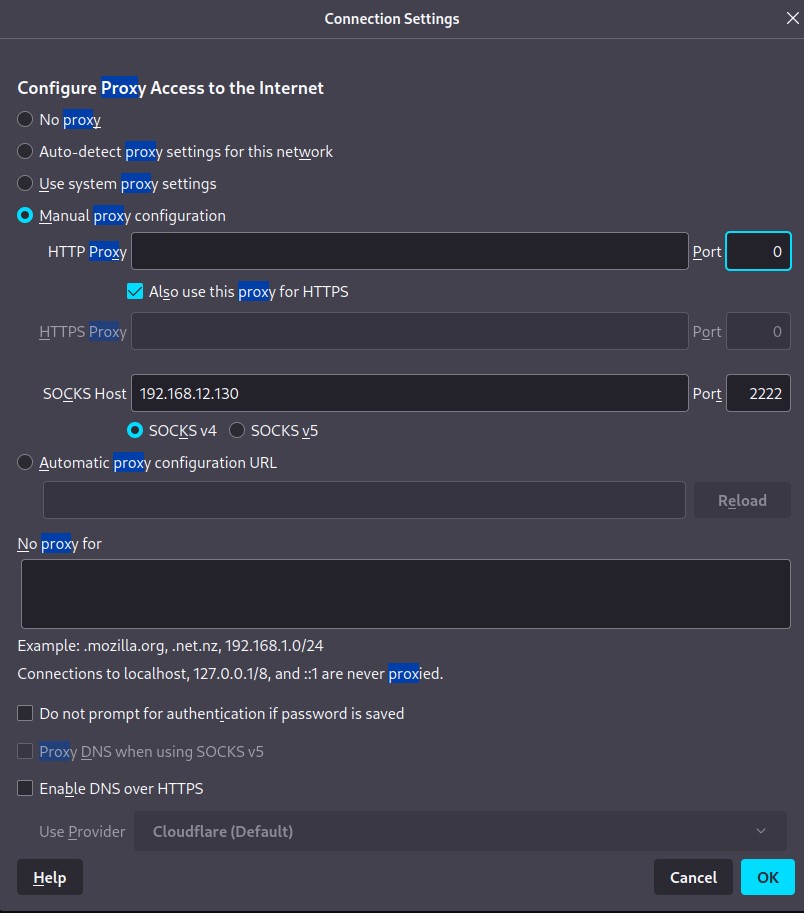 Connection Settings
Configure Proxy Access to the Internet
No proxy
Auto-detect proxy settings for this network
Use system proxy settings
Manual proxy configuration
HTTP Proxy Port 0
Also use this proxy for HTTPS
HTTPS Proxy Port 0
SOCKS Host 192.168.12.130 Port 2222
SOCKS v4 SOCKS v5
Automatic proxy configuration URL
Reload
No proxy for
Example: .mozilla.org, .net.nz, 192.168.1.0/24
Connections to localhost, 127.0.0.1/8, and ::1 are never proxied.
Do not prompt for authentication if password is saved
Proxy DNS when using SOCKS v5
Enable DNS over HTTPS
Use Provider Cloudflare (Default)
Help Cancel OK